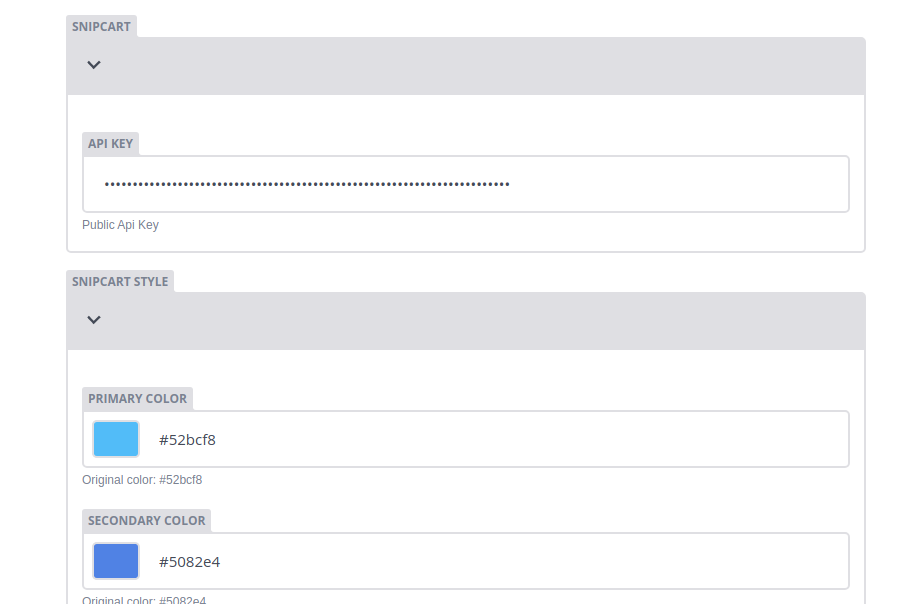 SNIPCART
API KEY
Public Api Key
SNIPCART STYLE
PRIMARY COLOR
#52bcf8
Original color: #52bcf8
SECONDARY COLOR
#5082e4
Original color: #5082e4